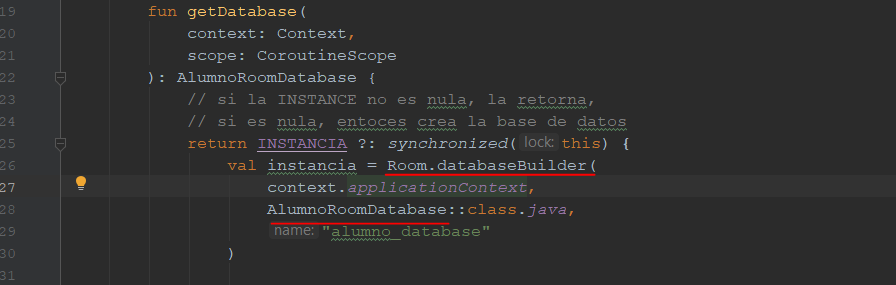 19 fun getDatabase(
20 context: Context,
21 scope: CoroutineScope
22 ): AlumnoRoomDatabase {
23 // si la INSTANCE no es nula, la retorna,
24 // si es nula, entoces crea la base de datos
25 return INSTANCIA ?: synchronized( lock: this) {
26 val instancia = Room.databaseBuilder(
27 context.applicationContext,
28 AlumnoRoomDatabase::class.java,
29 name: "alumno_database"
30 )
31